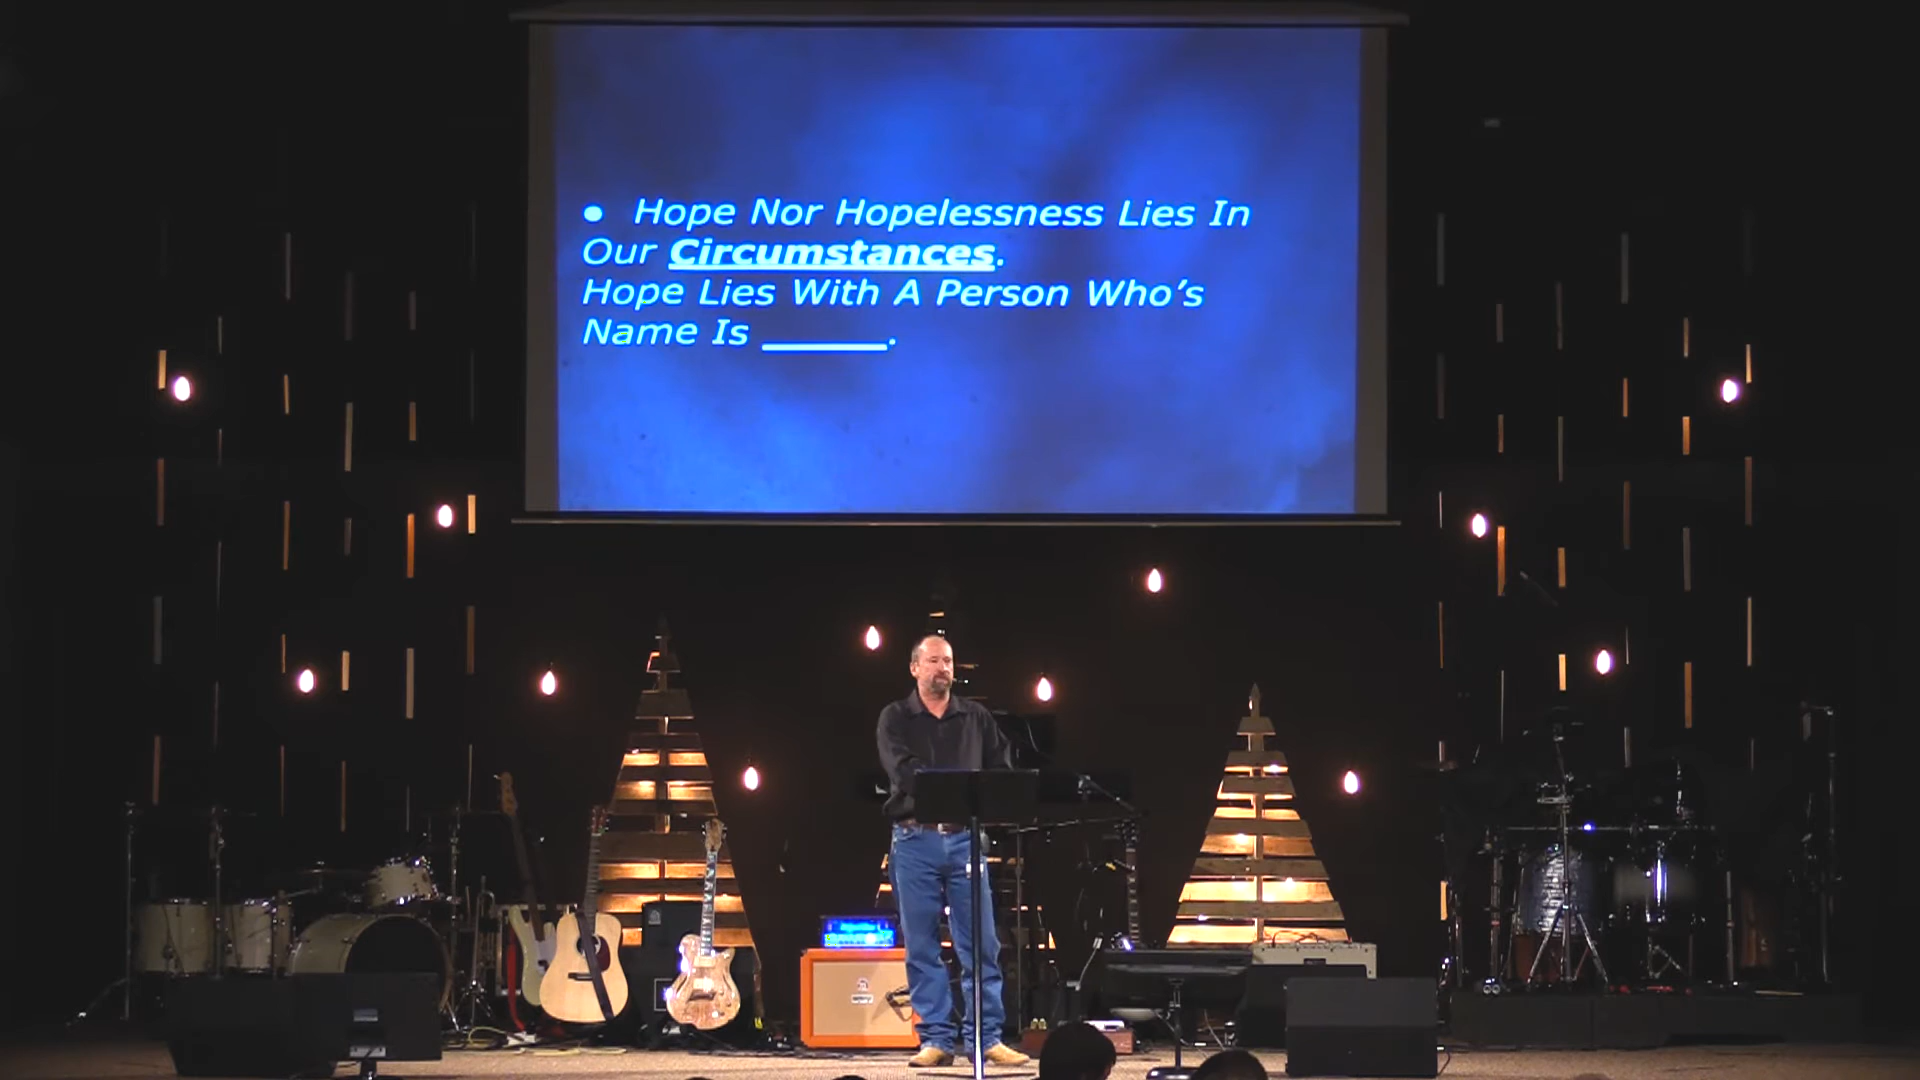 ● Hope Nor Hopelessness Lies In
Our Circumstances.
Hope Lies With A Person Who’s
Name Is ______.